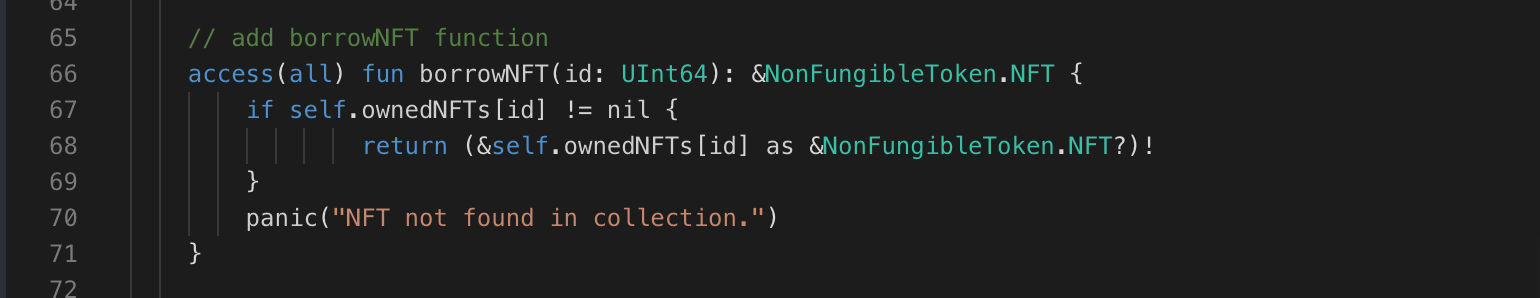 64
65 // add borrowNFT function
66 access(all) fun borrowNFT(id: UInt64): &NonFungibleToken.NFT {
67 if self.ownedNFTs[id] != nil {
68 return (&self.ownedNFTs[id] as &NonFungibleToken.NFT?)!
69 }
70 panic("NFT not found in collection.")
71 }
72